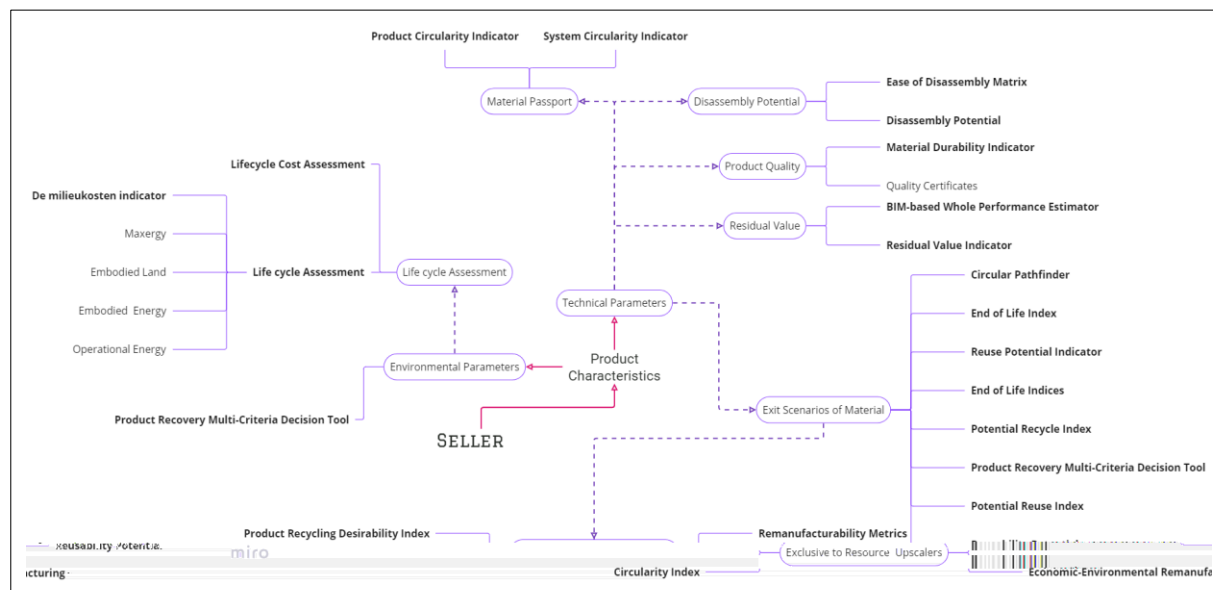 Product Circularity Indicator
System Circularity Indicator
Material Passport
Disassembly Potential
Ease of Disassembly Matrix
Disassembly Potential
Product Quality
Material Durability Indicator
Quality Certificates
Residual Value
BIM-based Whole Performance Estimator
Residual Value Indicator
Lifecycle Cost Assessment
De milieukosten indicator
Maxergy
Embodied Land
Embodied Energy
Operational Energy
Life cycle Assessment
Life cycle Assessment
Technical Parameters
Environmental Parameters
Product
Characteristics
Product Recovery Multi-Criteria Decision Tool
SELLER
Exit Scenarios of Material
Circular Pathfinder
End of Life Index
Reuse Potential Indicator
End of Life Indices
Potential Recycle Index
Product Recovery Multi-Criteria Decision Tool
Potential Reuse Index
Product Recycling Desirability Index
Remanufacturability Metrics
miro
Exclusive to Resource Upscalers
Circularity Index